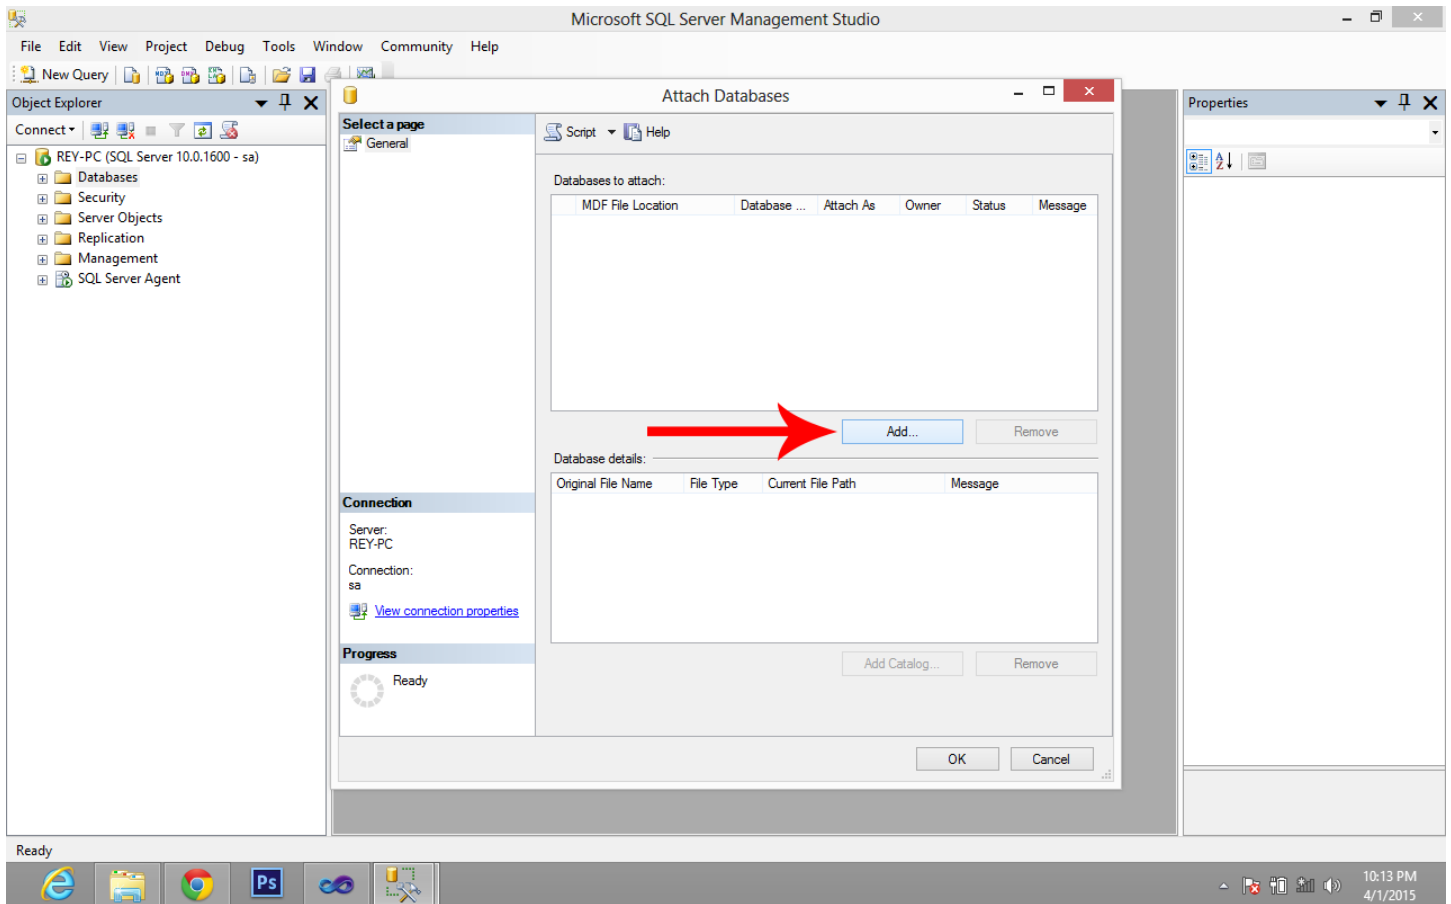 Microsoft SQL Server Management Studio
File Edit View Project Debug Tools Window Community Help
New Query
Object Explorer
Connect
REY-PC (SQL Server 10.0.1600 - sa)
Databases
Security
Server Objects
Replication
Management
SQL Server Agent
Attach Databases
Select a page
General
Script Help
Databases to attach:
MDF File Location Database ... Attach As Owner Status Message
Add... Remove
Database details:
Original File Name File Type Current File Path Message
Connection
Server:
REY-PC
Connection:
sa
View connection properties
Progress
Ready
Add Catalog... Remove
OK Cancel
Properties
Ready
Ps
10:13 PM
4/1/2015